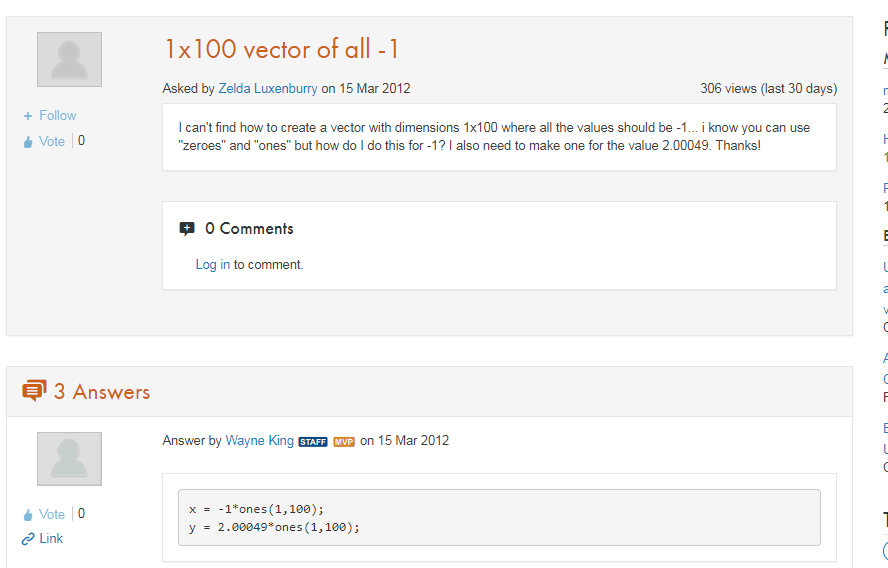 1x100 vector of all -1
Asked by Zelda Luxenburry on 15 Mar 2012
306 views (last 30 days)
+ Follow
Vote 0
I can't find how to create a vector with dimensions 1x100 where all the values should be -1... i know you can use
"zeroes" and "ones" but how do I do this for -1? I also need to make one for the value 2.00049. Thanks!
0 Comments
Log in to comment.
3 Answers
Answer by Wayne King STAFF MVP on 15 Mar 2012
Vote 0
Link
x = -1*ones(1,100);
y = 2.00049*ones(1,100);